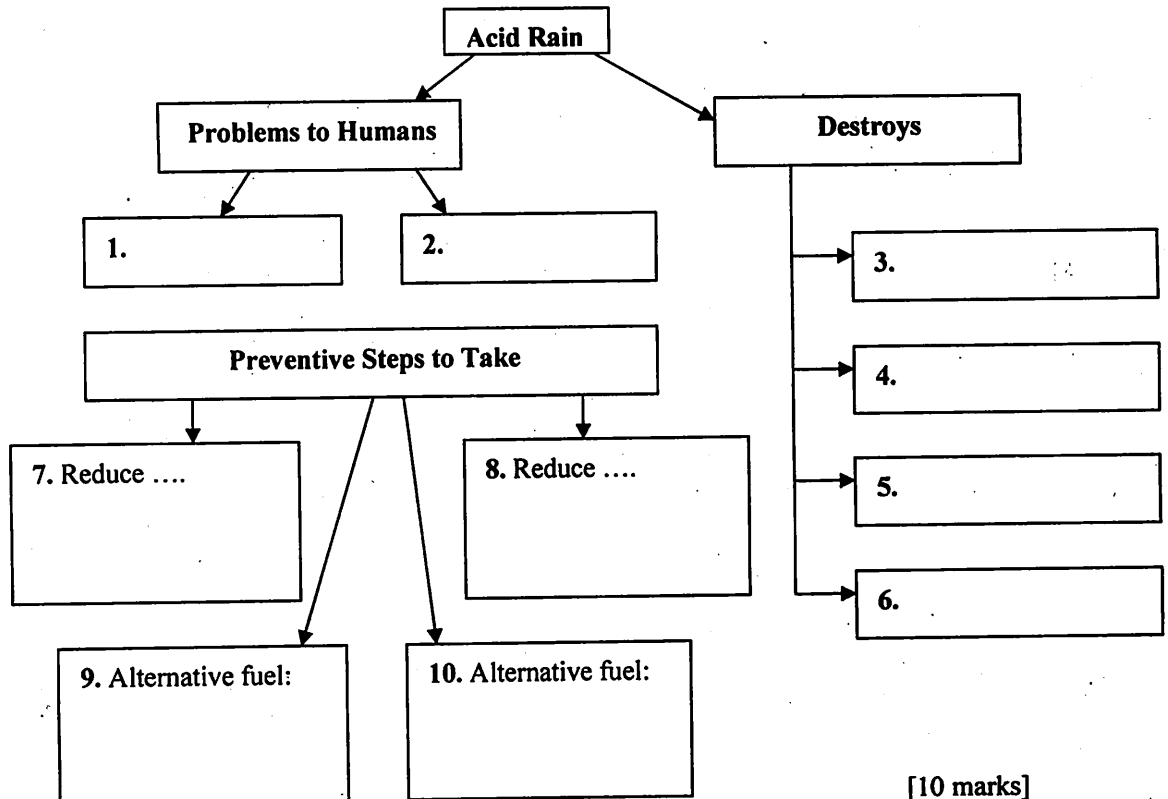 Acid Rain
Problems to Humans
Destroys
1.
2.
3.
4.
5.
6.
Preventive Steps to Take
7. Reduce ....
8. Reduce ....
9. Alternative fuel:
10. Alternative fuel:
[10 marks]